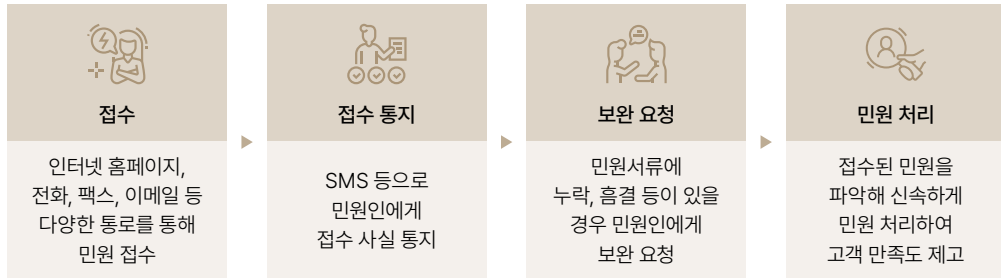 접수
인터넷 홈페이지,
전화, 팩스, 이메일 등
다양한 통로를 통해
민원 접수
접수 통지
SMS 등으로
민원인에게
접수 사실 통지
보완 요청
민원서류에
누락, 흠결 등이 있을
경우 민원인에게
보완 요청
민원 처리
접수된 민원을
파악해 신속하게
민원 처리하여
고객 만족도 제고